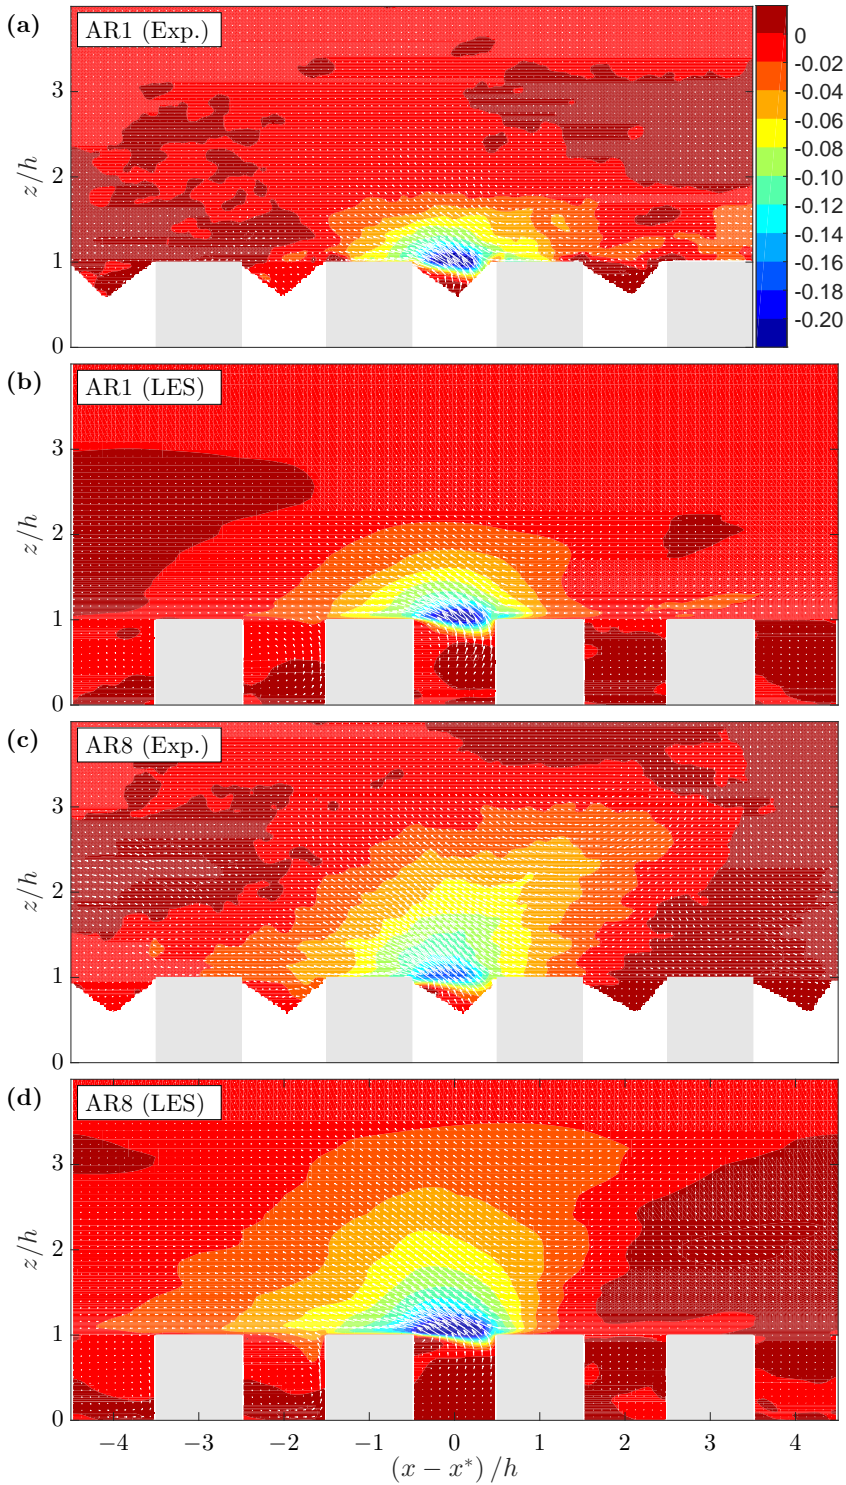 (a) AR1 (Exp.)
3
2
1
0
z/h
0
-0.02
-0.04
-0.06
-0.08
-0.10
-0.12
-0.14
-0.16
-0.18
-0.20
(b) AR1 (LES)
3
2
1
0
z/h
(c) AR8 (Exp.)
3
2
1
0
z/h
(d) AR8 (LES)
3
2
1
0
z/h
−4 −3 −2 −1 0 1 2 3 4
(x − x*) /h